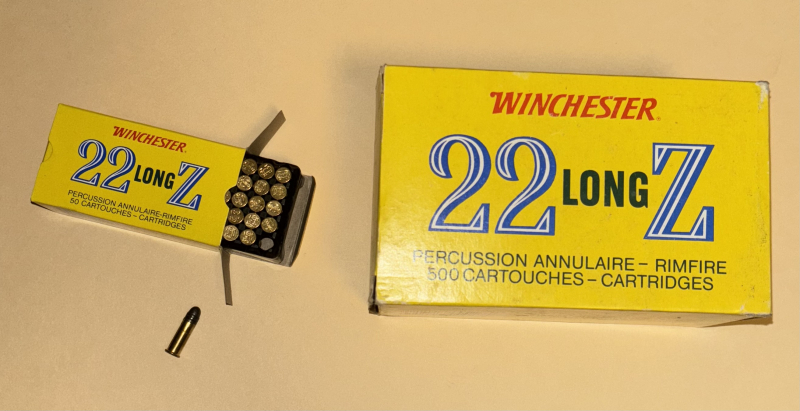 WINCHESTER
22 LONG Z
PERCUSSION ANNULAIRE-RIMFIRE
50 CARTOUCHES - CARTRIDGES
WINCHESTER
22 LONG Z
PERCUSSION ANNULAIRE - RIMFIRE
500 CARTOUCHES - CARTRIDGES